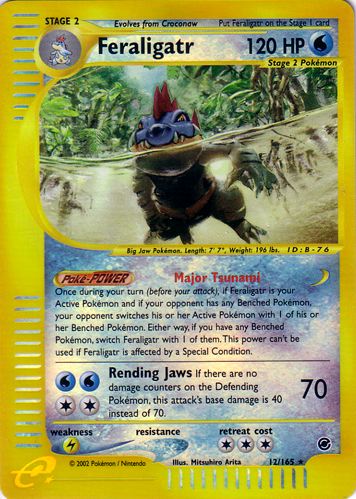 STAGE 2
Evolves from Croconaw
Put Feraligatr on the Stage 1 card
Feraligatr
120 HP
Stage 2 Pokémon
Big Jaw Pokémon. Length: 7' 7", Weight: 196 lbs. ID:B-76
Poké-POWER
Major Tsunami
Once during your turn (before your attack), if Feraligatr is your
Active Pokémon and if your opponent has any Benched Pokémon,
your opponent switches his or her Active Pokémon with 1 of his or
her Benched Pokémon. Either way, if you have any Benched
Pokémon, switch Feraligatr with 1 of them. This power can't be
used if Feraligatr is affected by a Special Condition.
Rending Jaws If there are no
damage counters on the Defending
Pokémon, this attack's base damage is
40
instead of 70.
70
weakness
resistance
retreat cost
© 2002 Pokémon / Nintendo
Illus. Mitsuhiro Arita
12/165 ★
e